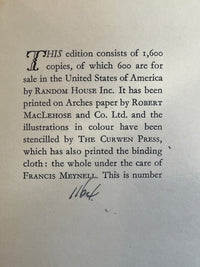 THIS edition consists of 1,600
copies, of which 600 are for
sale in the United States of America
by RANDOM HOUSE Inc. It has been
printed on Arches paper by ROBERT
MACLEHOSE and Co. Ltd. and the
illustrations in colour have been
stencilled by THE CURWEN PRESS,
which has also printed the binding
cloth: the whole under the care of
FRANCIS MEYNELL. This is number